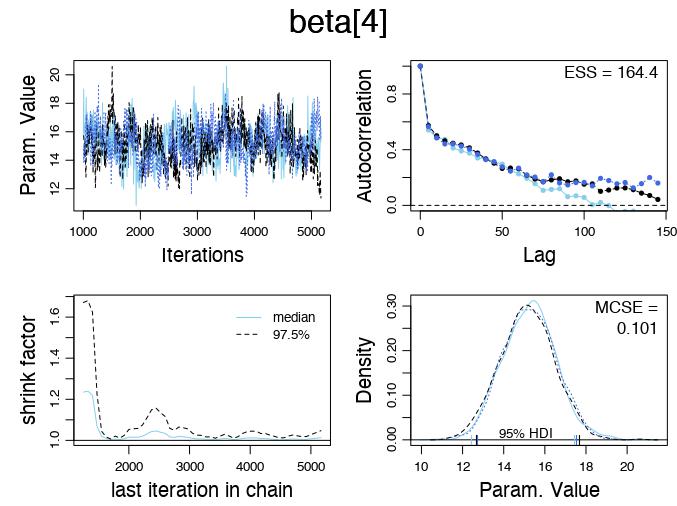 beta[4]
Param. Value
12 14 16 18 20
1000 2000 3000 4000 5000
Iterations
Autocorrelation
0.0 0.4 0.8
ESS = 164.4
0 50 100 150
Lag
shrink factor
1.0 1.2 1.4 1.6
median
97.5%
2000 3000 4000 5000
last iteration in chain
Density
0.00 0.10 0.20 0.30
MCSE =
0.101
95% HDI
10 12 14 16 18 20
Param. Value